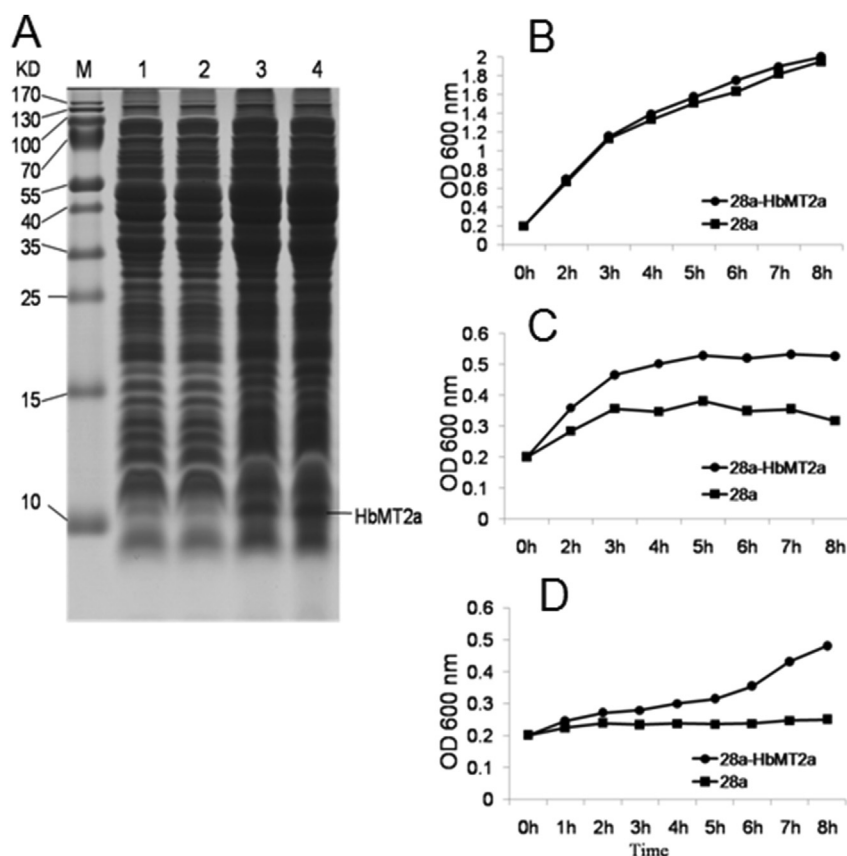 A
KD M 1 2 3 4
170
130
100
70
55
40
35
25
15
10
HbMT2a
B
OD 600 nm
2
1.8
1.6
1.4
1.2
1
0.8
0.6
0.4
0.2
0
28a-HbMT2a
28a
0h 2h 3h 4h 5h 6h 7h 8h
C
OD 600 nm
0.6
0.5
0.4
0.3
0.2
0.1
0
28a-HbMT2a
28a
0h 2h 3h 4h 5h 6h 7h 8h
D
OD 600 nm
0.6
0.5
0.4
0.3
0.2
0.1
0
28a-HbMT2a
28a
0h 1h 2h 3h 4h 5h 6h 7h 8h
Time